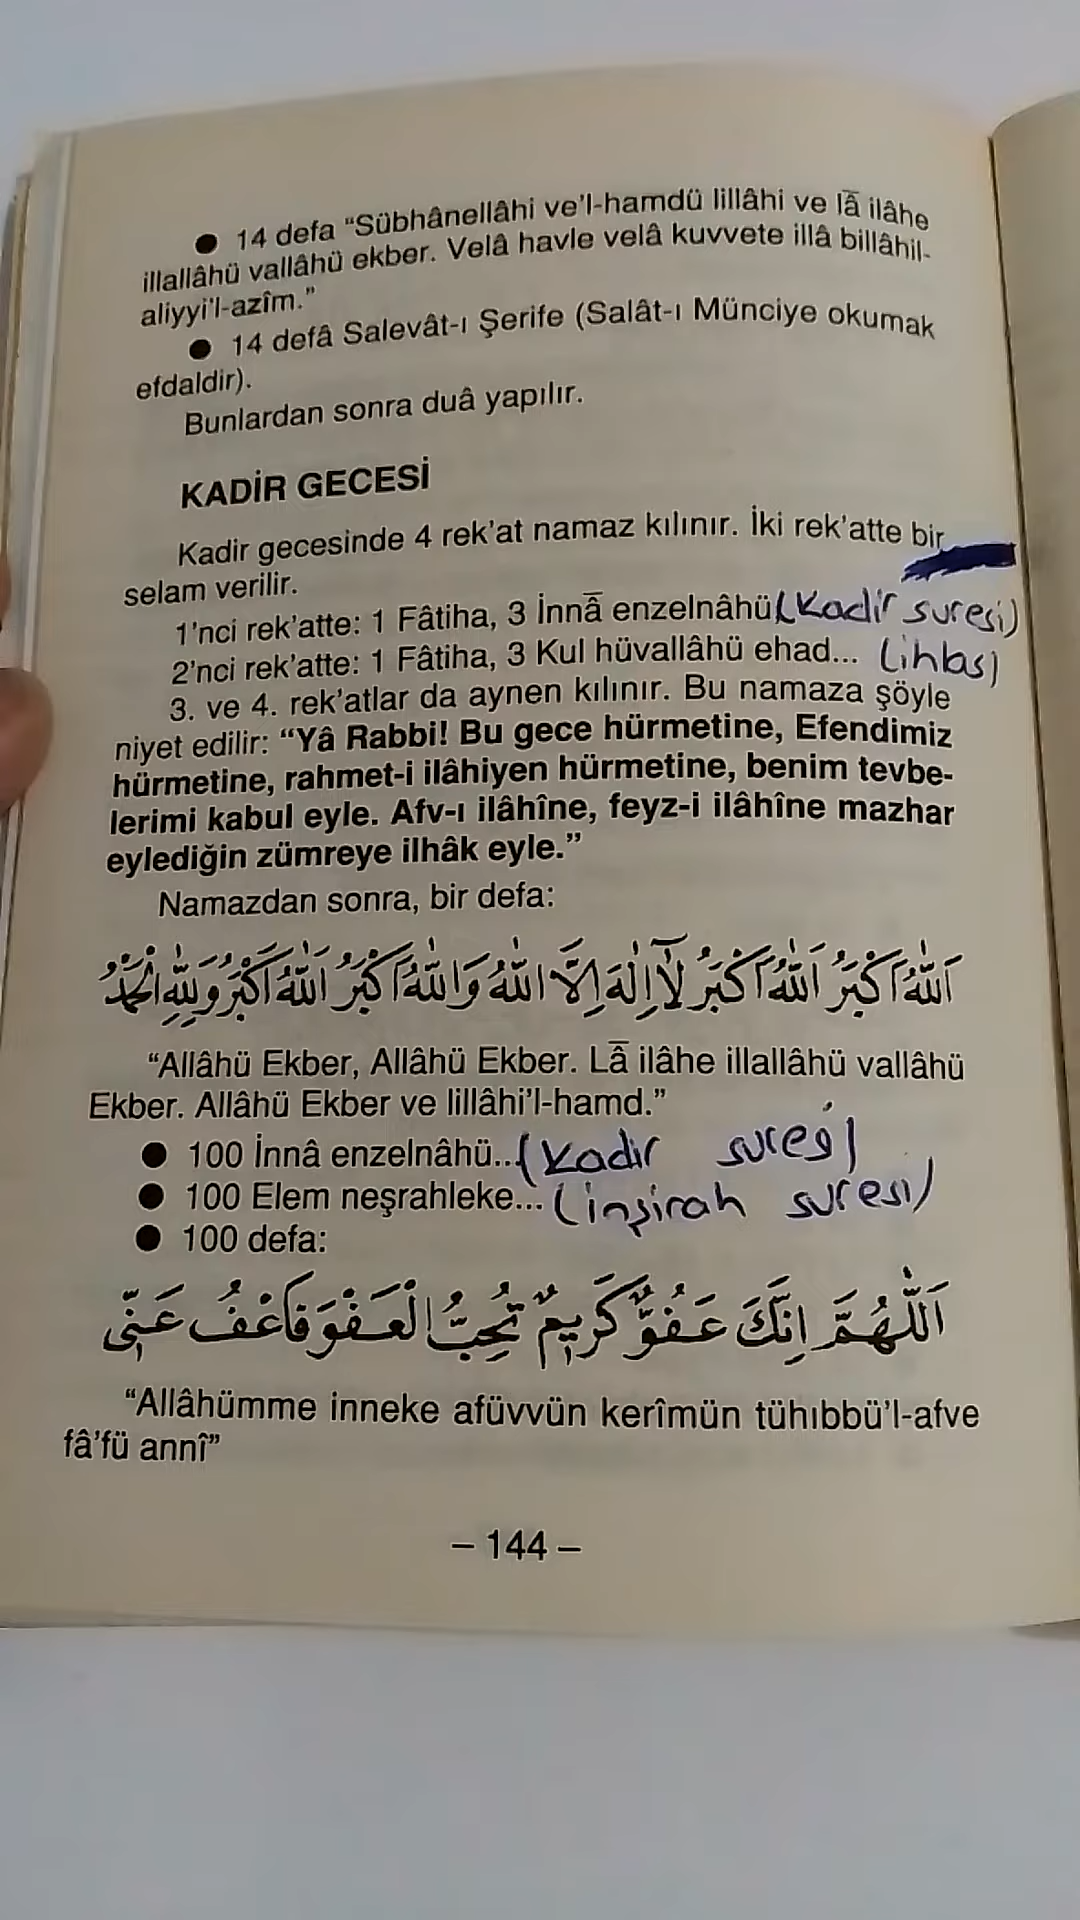 ● 14 defa “Sübhânellâhi ve’l-hamdü lillâhi ve lā ilâhe
illallâhü vallâhü ekber. Velâ havle velâ kuvvete illâ billâhil-
aliyyi’l-azîm.”
● 14 defâ Salevât-ı Şerife (Salât-ı Münciye okumak
efdaldir).
Bunlardan sonra duâ yapılır.
KADİR GECESİ
Kadir gecesinde 4 rek’at namaz kılınır. İki rek’atte bir
selam verilir.
1’nci rek’atte: 1 Fâtiha, 3 İnnā enzelnâhü (Kadir suresi)
2’nci rek’atte: 1 Fâtiha, 3 Kul hüvallâhü ehad... (ihlas)
3. ve 4. rek’atlar da aynen kılınır. Bu namaza şöyle
niyet edilir: “Yâ Rabbi! Bu gece hürmetine, Efendimiz
hürmetine, rahmet-i ilâhiyen hürmetine, benim tevbe-
lerimi kabul eyle. Afv-ı ilâhîne, feyz-i ilâhîne mazhar
eylediğin zümreye ilhâk eyle.”
Namazdan sonra, bir defa:
اَللّٰهُ اَكْبَرُ اَللّٰهُ اَكْبَرُ لَآ اِلٰهَ اِلَّا اللّٰهُ وَاللّٰهُ اَكْبَرُ اَللّٰهُ اَكْبَرُ وَلِلّٰهِ الْحَمْدُ
“Allâhü Ekber, Allâhü Ekber. Lā ilâhe illallâhü vallâhü
Ekber. Allâhü Ekber ve lillâhi’l-hamd.”
● 100 İnnâ enzelnâhü... (Kadir suresi)
● 100 Elem neşrahleke... (inşirah suresi)
● 100 defa:
اَللّٰهُمَّ اِنَّكَ عَفُوٌّ كَرِيمٌ تُحِبُّ الْعَفْوَ فَاعْفُ عَنِّى
“Allâhümme inneke afüvvün kerîmün tühıbbü’l-afve
fâ’fü annî”
– 144 –